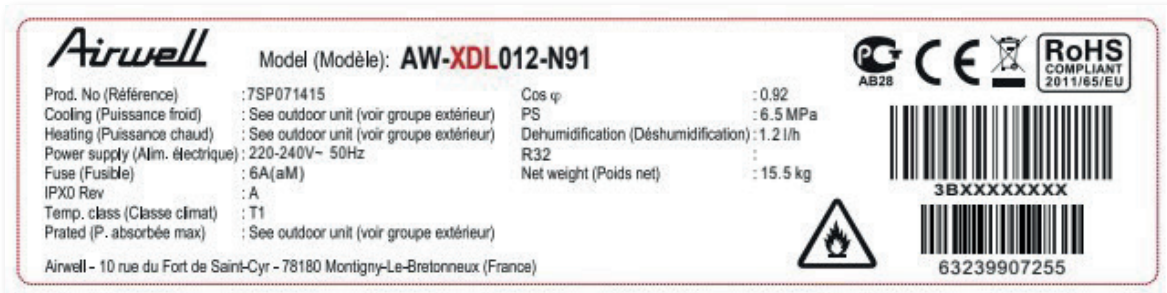 Airwell
Model (Modèle): AW-XDL012-N91
Prod. No (Référence) : 7SP071415
Cooling (Puissance froid) : See outdoor unit (voir groupe extérieur)
Heating (Puissance chaud) : See outdoor unit (voir groupe extérieur)
Power supply (Alim. électrique) : 220-240V~ 50Hz
Fuse (Fusible) : 6A(aM)
IPX0 Rev : A
Temp. class (Classe climat) : T1
Prated (P. absorbée max) : See outdoor unit (voir groupe extérieur)
Cos φ : 0.92
PS : 6.5 MPa
Dehumidification (Déshumidification) : 1.2 l/h
R32 :
Net weight (Poids net) : 15.5 kg
Airwell - 10 rue du Fort de Saint-Cyr - 78180 Montigny-Le-Bretonneux (France)
AB28
CE
RoHS
COMPLIANT
2011/65/EU
3BXXXXXXXXX
63239907255